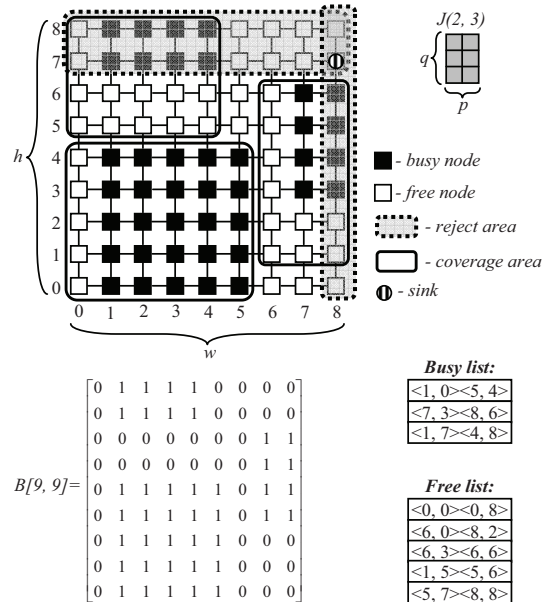 J(2, 3)
q
p
h
8
7
6
5
4
3
2
1
0
0 1 2 3 4 5 6 7 8
w
- busy node
- free node
- reject area
- coverage area
- sink
B[9, 9]=
0 1 1 1 1 0 0 0 0
0 1 1 1 1 0 0 0 0
0 0 0 0 0 0 0 1 1
0 0 0 0 0 0 0 1 1
0 1 1 1 1 1 0 1 1
0 1 1 1 1 1 0 1 1
0 1 1 1 1 1 0 0 0
0 1 1 1 1 1 0 0 0
0 1 1 1 1 1 0 0 0
Busy list:
<1, 0><5, 4>
<7, 3><8, 6>
<1, 7><4, 8>
Free list:
<0, 0><0, 8>
<6, 0><8, 2>
<6, 3><6, 6>
<1, 5><5, 6>
<5, 7><8, 8>